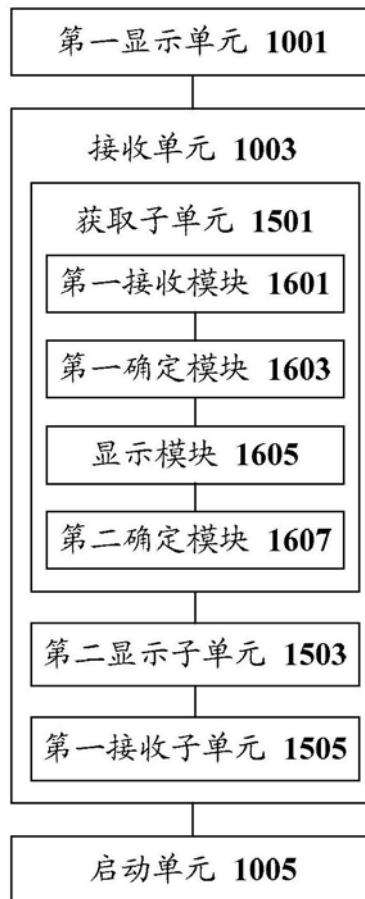 第一显示单元 1001
接收单元 1003
获取子单元 1501
第一接收模块 1601
第一确定模块 1603
显示模块 1605
第二确定模块 1607
第二显示子单元 1503
第一接收子单元 1505
启动单元 1005